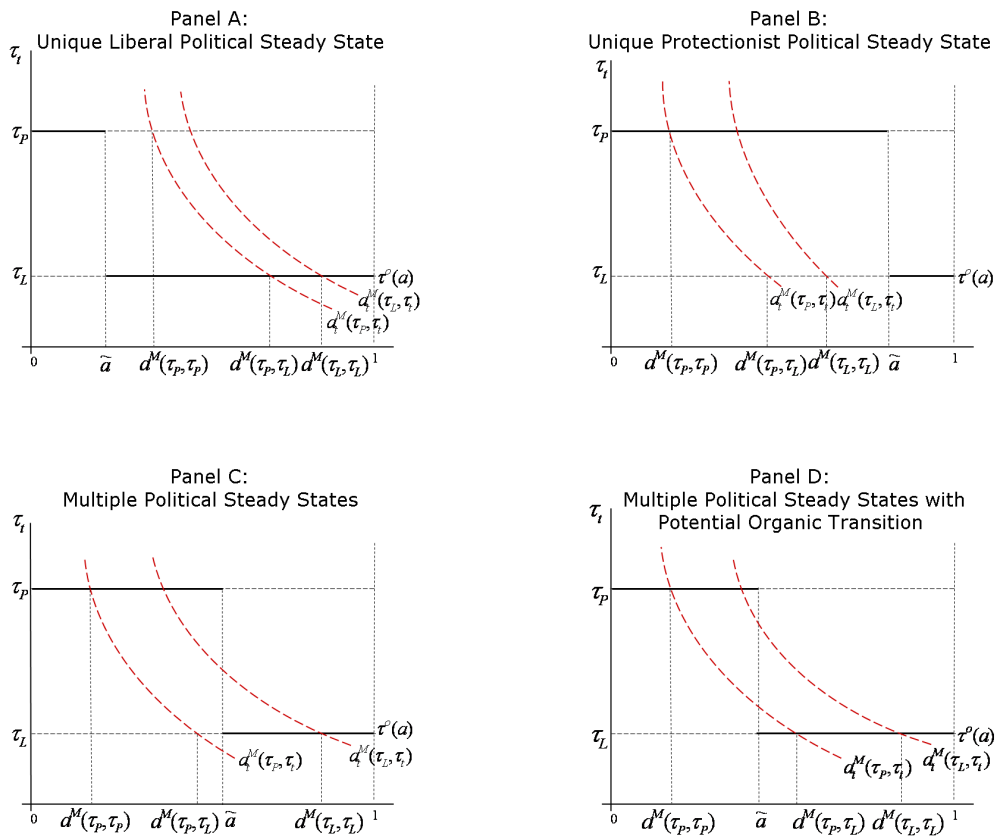 Panel A:
Unique Liberal Political Steady State
τ_t
τ_P
τ_L
τ°(a)
d_t^M(τ_L,τ_t)
d_t^M(τ_P,τ_t)
0
ã
d^M(τ_P,τ_P)
d^M(τ_P,τ_L)
d^M(τ_L,τ_L)
1
Panel B:
Unique Protectionist Political Steady State
τ_t
τ_P
τ_L
τ°(a)
d_t^M(τ_P,τ_t)
d_t^M(τ_L,τ_t)
0
d^M(τ_P,τ_P)
d^M(τ_P,τ_L)
d^M(τ_L,τ_L)
ã
1
Panel C:
Multiple Political Steady States
τ_t
τ_P
τ_L
τ°(a)
d_t^M(τ_P,τ_t)
d_t^M(τ_L,τ_t)
0
d^M(τ_P,τ_P)
d^M(τ_P,τ_L)
ã
d^M(τ_L,τ_L)
1
Panel D:
Multiple Political Steady States with
Potential Organic Transition
τ_t
τ_P
τ_L
τ°(a)
d_t^M(τ_L,τ_t)
d_t^M(τ_P,τ_t)
0
d^M(τ_P,τ_P)
ã
d^M(τ_P,τ_L)
d^M(τ_L,τ_L)
1